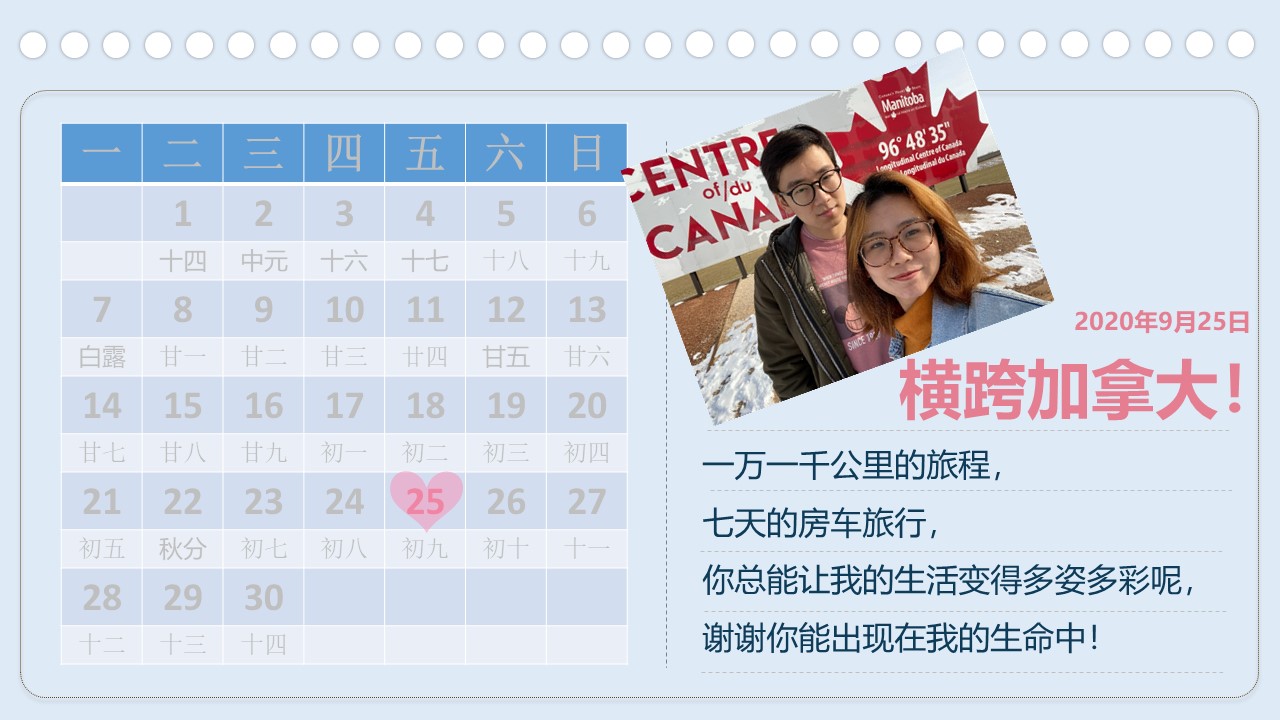 一 二 三 四 五 六 日
1 2 3 4 5 6
十四 中元 十六 十七 十八 十九
7 8 9 10 11 12 13
白露 廿一 廿二 廿三 廿四 廿五 廿六
14 15 16 17 18 19 20
廿七 廿八 廿九 初一 初二 初三 初四
21 22 23 24 25 26 27
初五 秋分 初七 初八 初九 初十 十一
28 29 30
十二 十三 十四
Manitoba
96° 48' 35"
Longitudinal Centre of Canada
Longitudinal du Canada
CENTRE
of/du
CANA
SINCE
2020年9月25日
横跨加拿大！
一万一千公里的旅程，
七天的房车旅行，
你总能让我的生活变得多姿多彩呢，
谢谢你能出现在我的生命中！